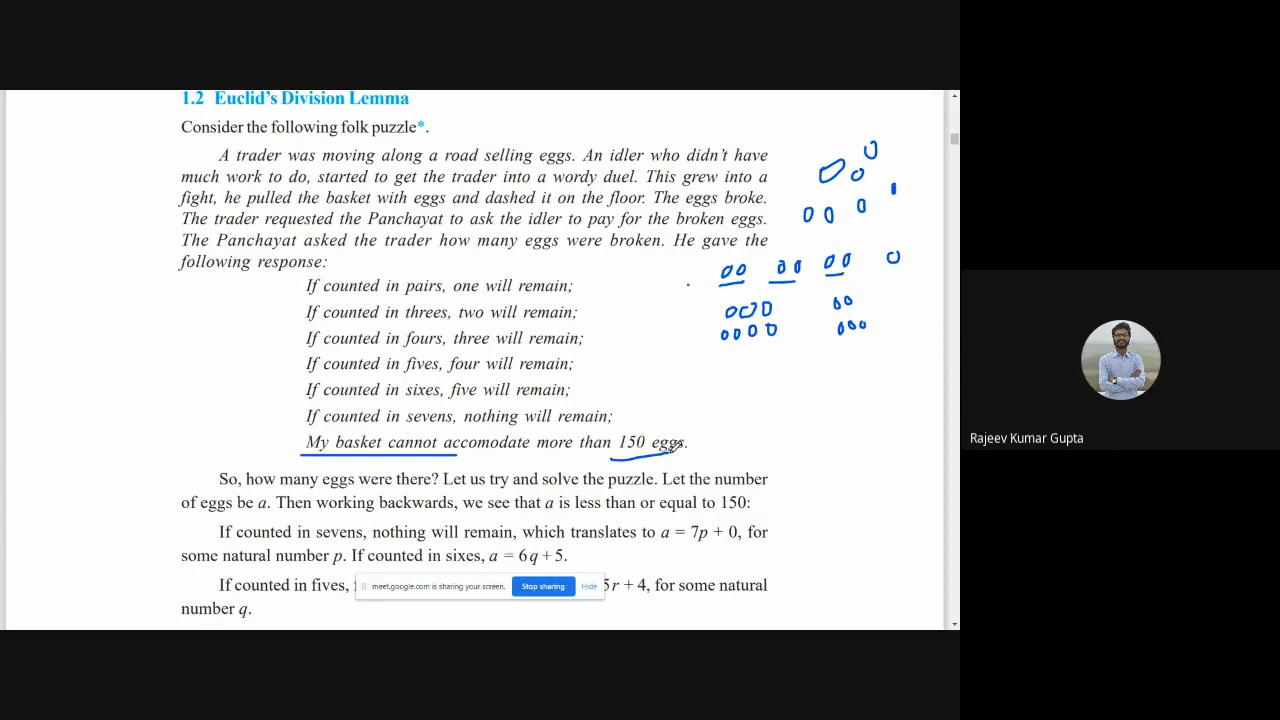 1.2 Euclid's Division Lemma
Consider the following folk puzzle*.
A trader was moving along a road selling eggs. An idler who didn't have
much work to do, started to get the trader into a wordy duel. This grew into a
fight, he pulled the basket with eggs and dashed it on the floor. The eggs broke.
The trader requested the Panchayat to ask the idler to pay for the broken eggs.
The Panchayat asked the trader how many eggs were broken. He gave the
following response:
If counted in pairs, one will remain;
If counted in threes, two will remain;
If counted in fours, three will remain;
If counted in fives, four will remain;
If counted in sixes, five will remain;
If counted in sevens, nothing will remain;
My basket cannot accomodate more than 150 eggs.
So, how many eggs were there? Let us try and solve the puzzle. Let the number
of eggs be a. Then working backwards, we see that a is less than or equal to 150:
If counted in sevens, nothing will remain, which translates to a = 7p + 0, for
some natural number p. If counted in sixes, a = 6q + 5.
If counted in fives, 5r + 4, for some natural
number q.
meet.google.com is sharing your screen. Stop sharing Hide
Rajeev Kumar Gupta